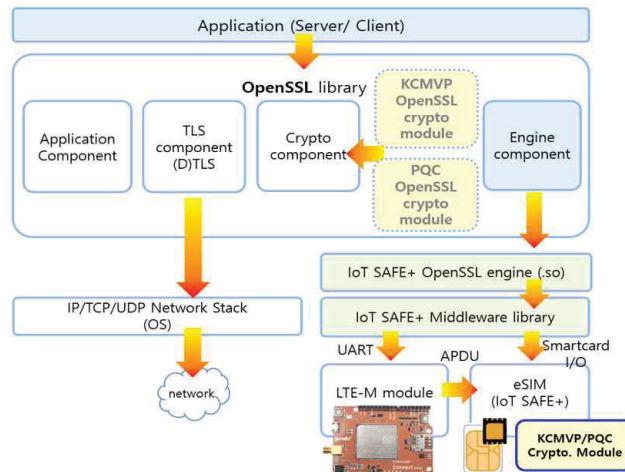 Application (Server/ Client)
OpenSSL library
KCMVP
OpenSSL
crypto
module
Application
Component
TLS
component
(D)TLS
Crypto
component
PQC
OpenSSL
crypto
module
Engine
component
IoT SAFE+ OpenSSL engine (.so)
IP/TCP/UDP Network Stack
(OS)
IoT SAFE+ Middleware library
UART
APDU
Smartcard
I/O
network
LTE-M module
eSIM
(IoT SAFE+)
KCMVP/PQC
Crypto. Module